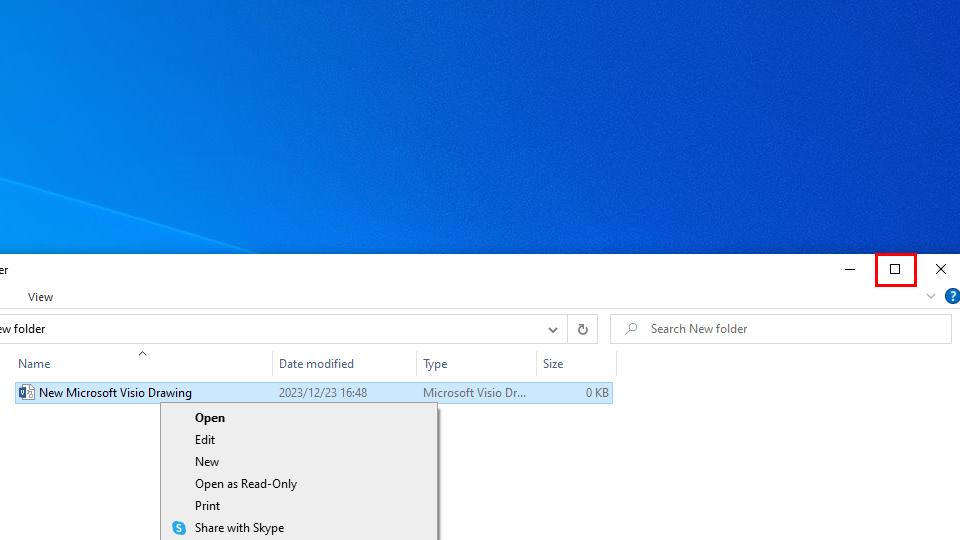 er
View
?
ew folder
Search New folder
Name
Date modified
Type
Size
New Microsoft Visio Drawing
2023/12/23 16:48
Microsoft Visio Dr...
0 KB
Open
Edit
New
Open as Read-Only
Print
S Share with Skype